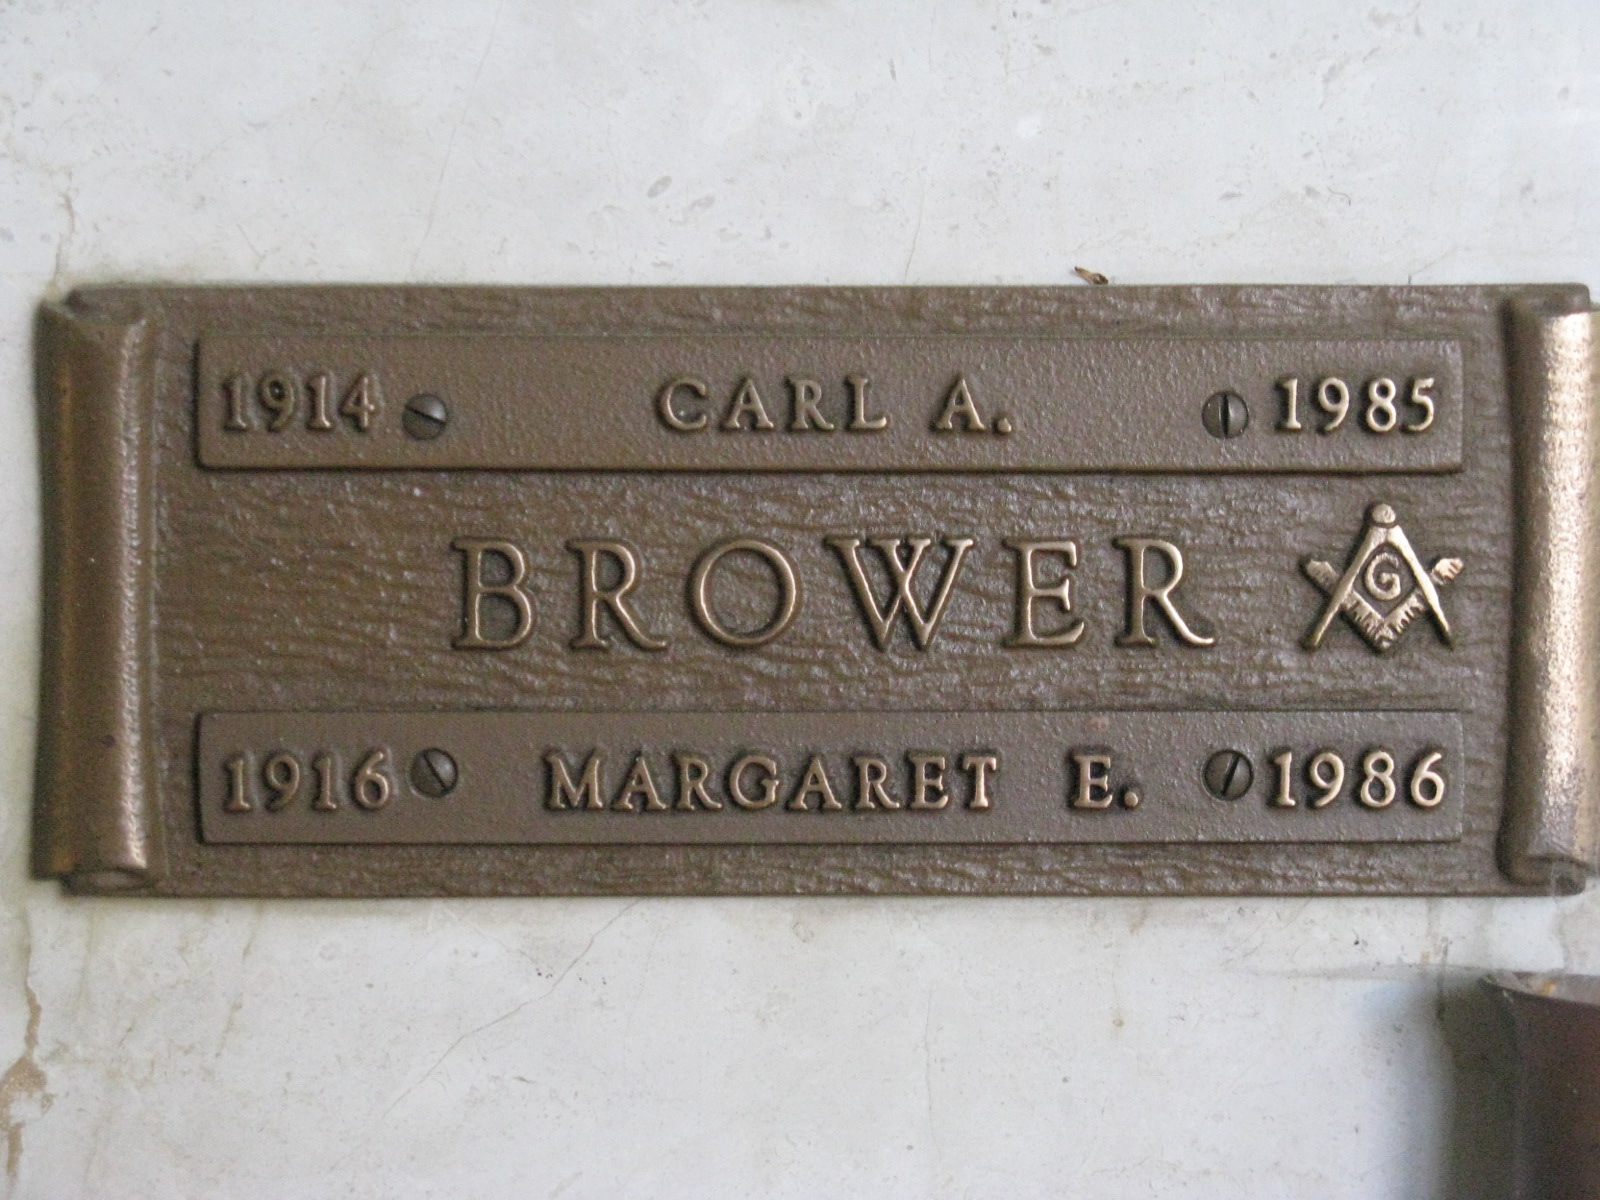 1914 CARL A. 1985
BROWER G
1916 MARGARET E. 1986